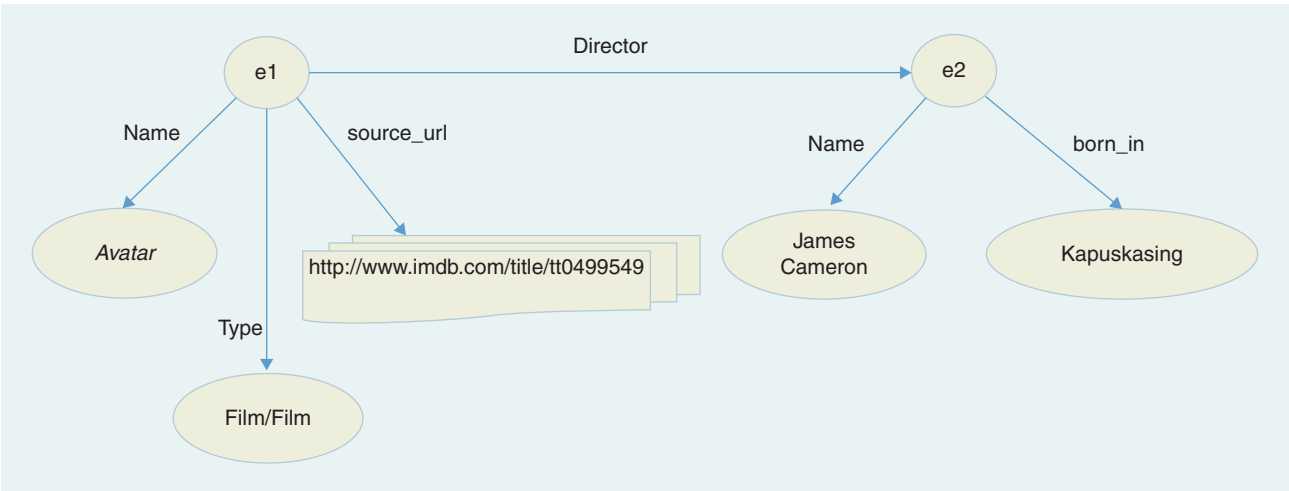 Director
e1
e2
Name
source_url
Name
born_in
Avatar
http://www.imdb.com/title/tt0499549
James
Cameron
Kapuskasing
Type
Film/Film